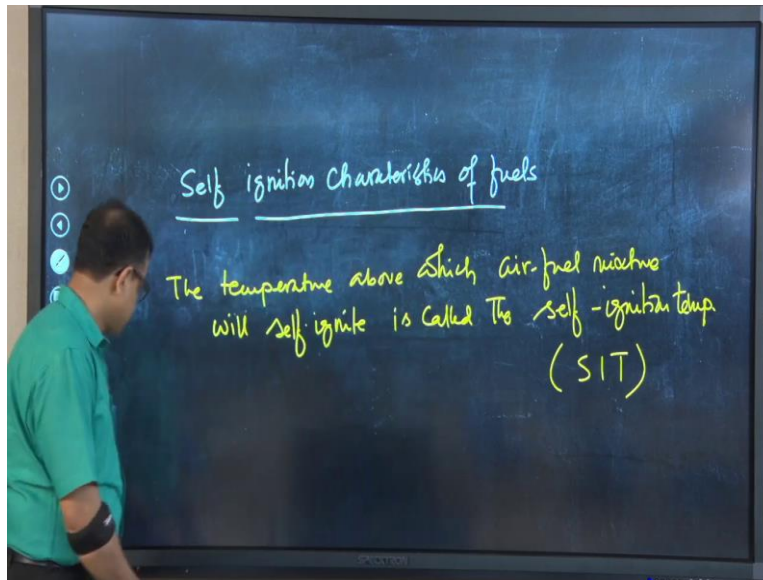 Self ignition Charateristics of fuels
The temperature above which air-fuel mixture
will self-ignite is called The self-ignition temp.
(SIT)